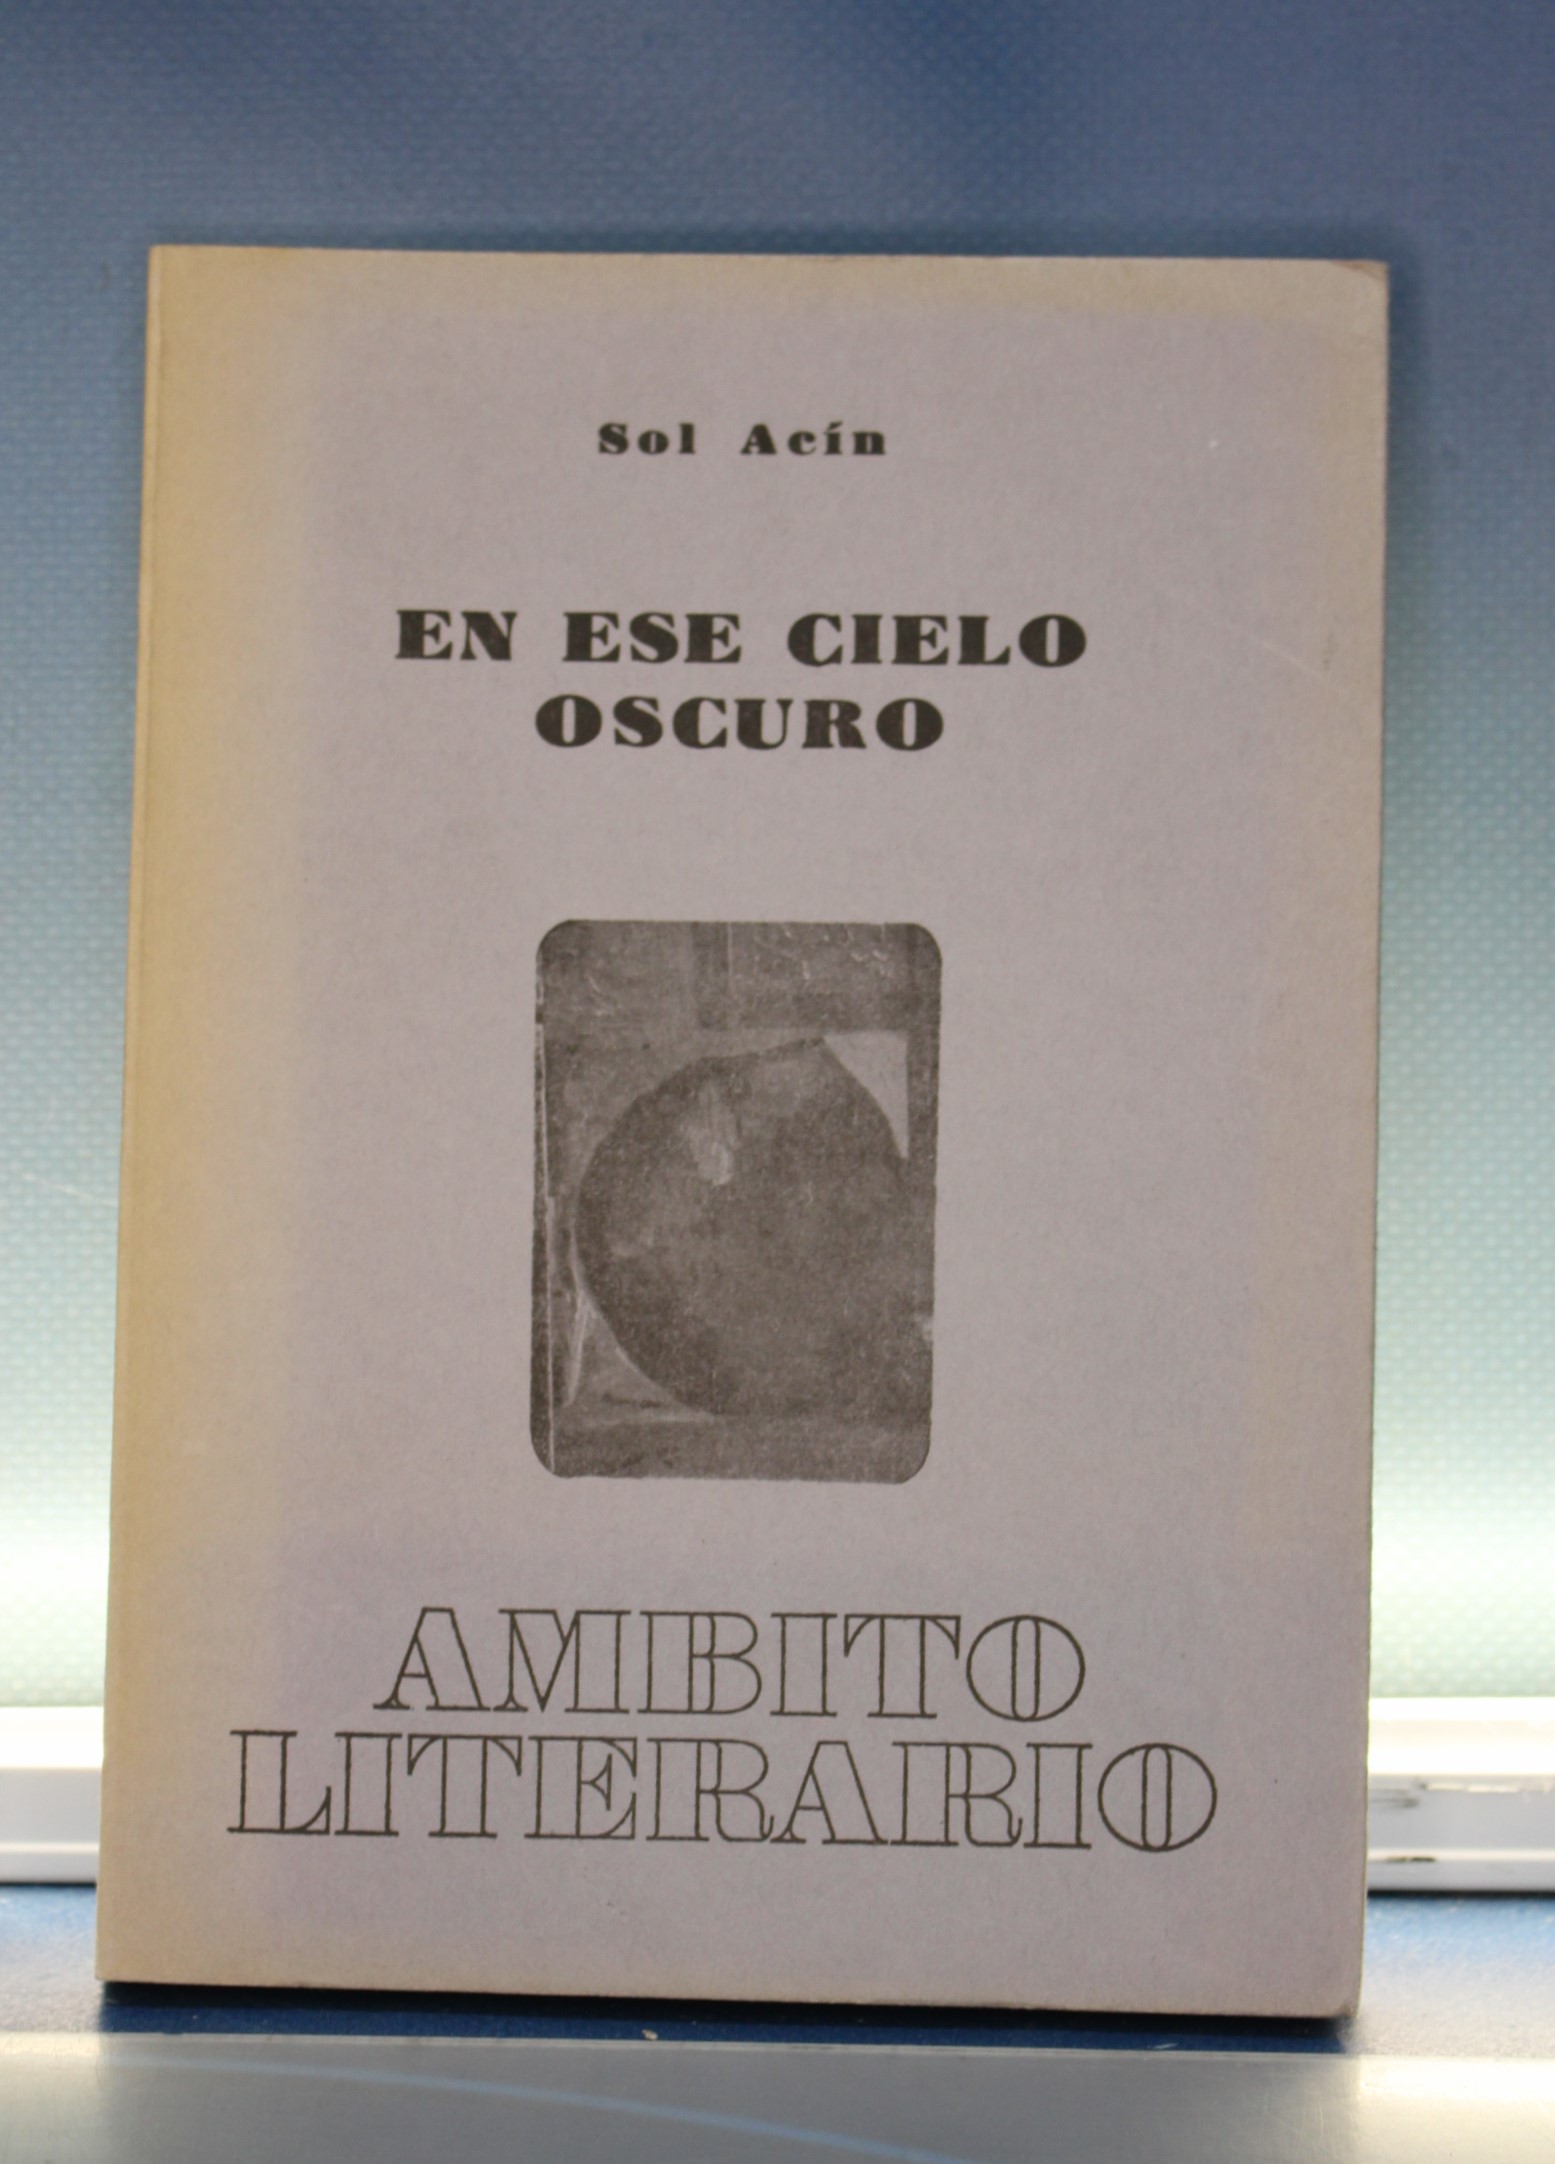 Sol Acín
EN ESE CIELO
OSCURO
AMBITO
LITERARIO